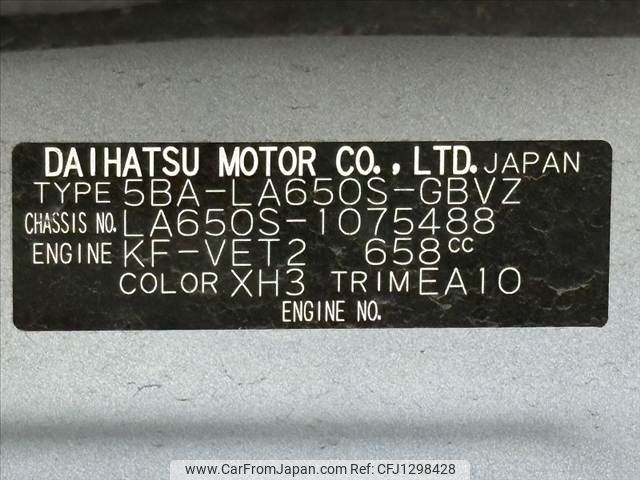 DAIHATSU MOTOR CO., LTD. JAPAN
TYPE 5BA-LA650S-GBVZ
CHASSIS NO. LA650S-1075488
ENGINE KF-VET2 658cc
COLOR XH3 TRIM EA10
ENGINE NO.
www.CarFromJapan.com - CFJ1298428